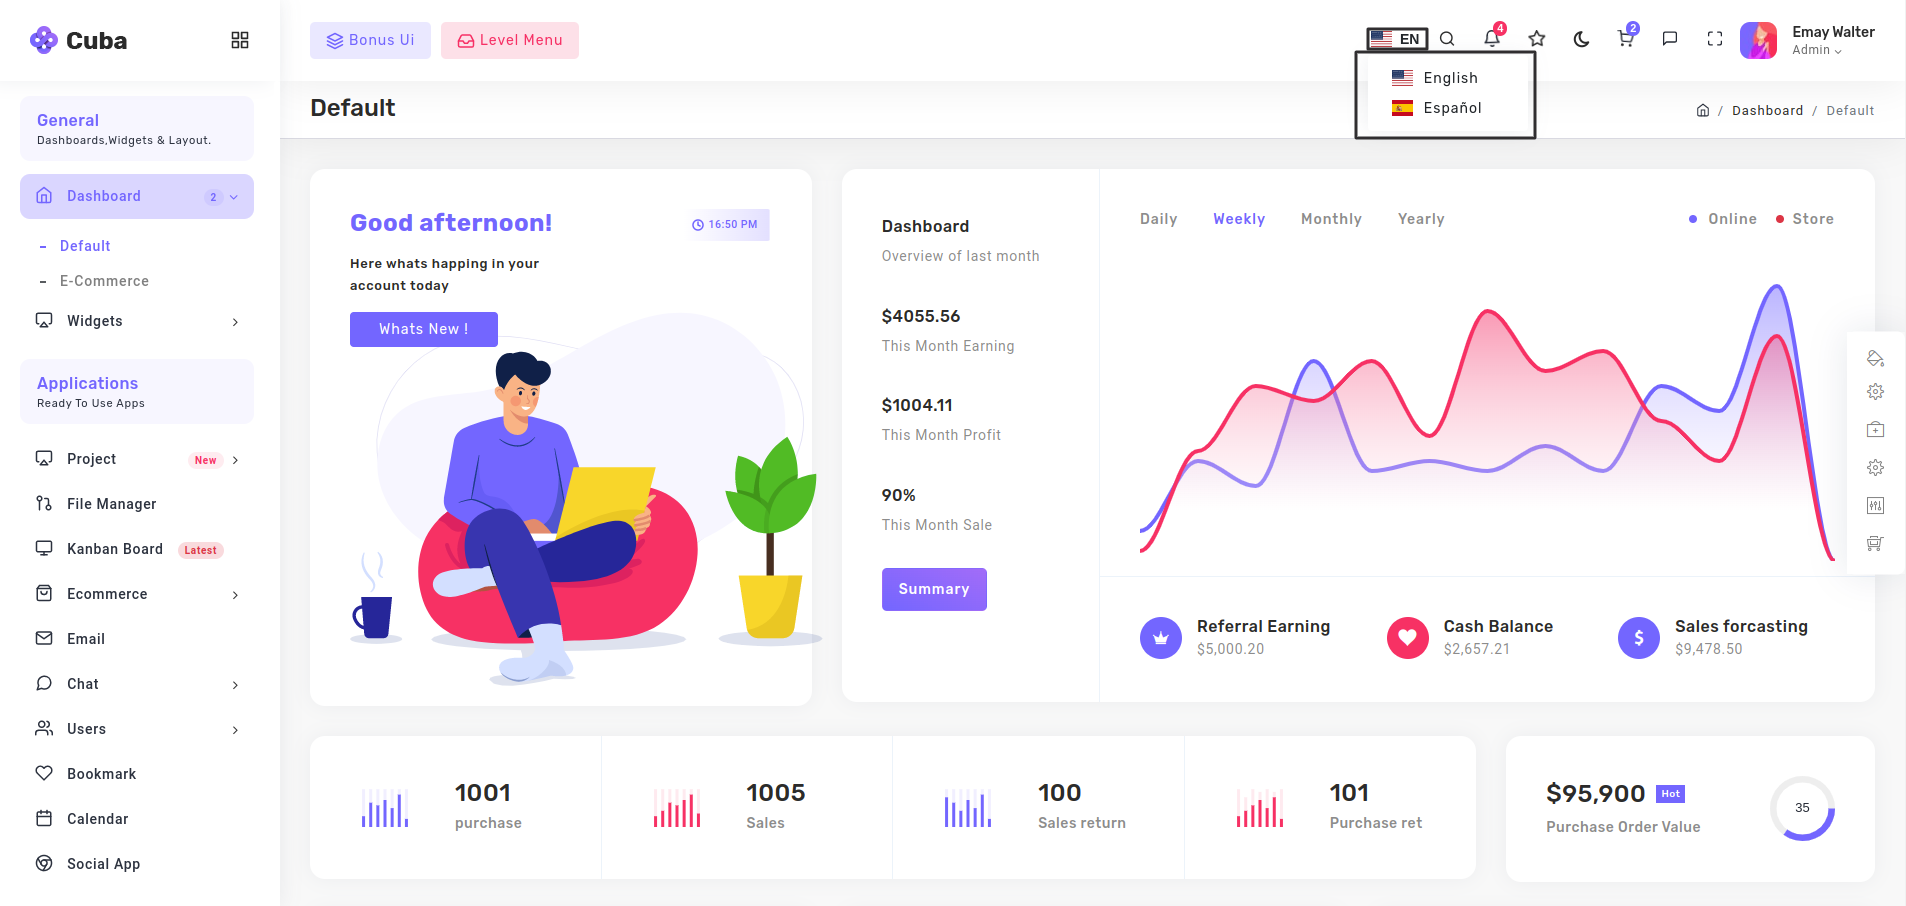 Cuba
Bonus Ui
Level Menu
EN
4
2
Emay Walter
Admin
English
Español
Default
/ Dashboard / Default
General
Dashboards,Widgets & Layout.
Dashboard 2
- Default
- E-Commerce
Widgets
Applications
Ready To Use Apps
Project New
File Manager
Kanban Board Latest
Ecommerce
Email
Chat
Users
Bookmark
Calendar
Social App
Good afternoon!
16:50 PM
Here whats happing in your
account today
Whats New !
Dashboard
Overview of last month
$4055.56
This Month Earning
$1004.11
This Month Profit
90%
This Month Sale
Summary
Daily Weekly Monthly Yearly
Online Store
Referral Earning
$5,000.20
Cash Balance
$2,657.21
$
Sales forcasting
$9,478.50
1001
purchase
1005
Sales
100
Sales return
101
Purchase ret
$95,900 Hot
Purchase Order Value
35